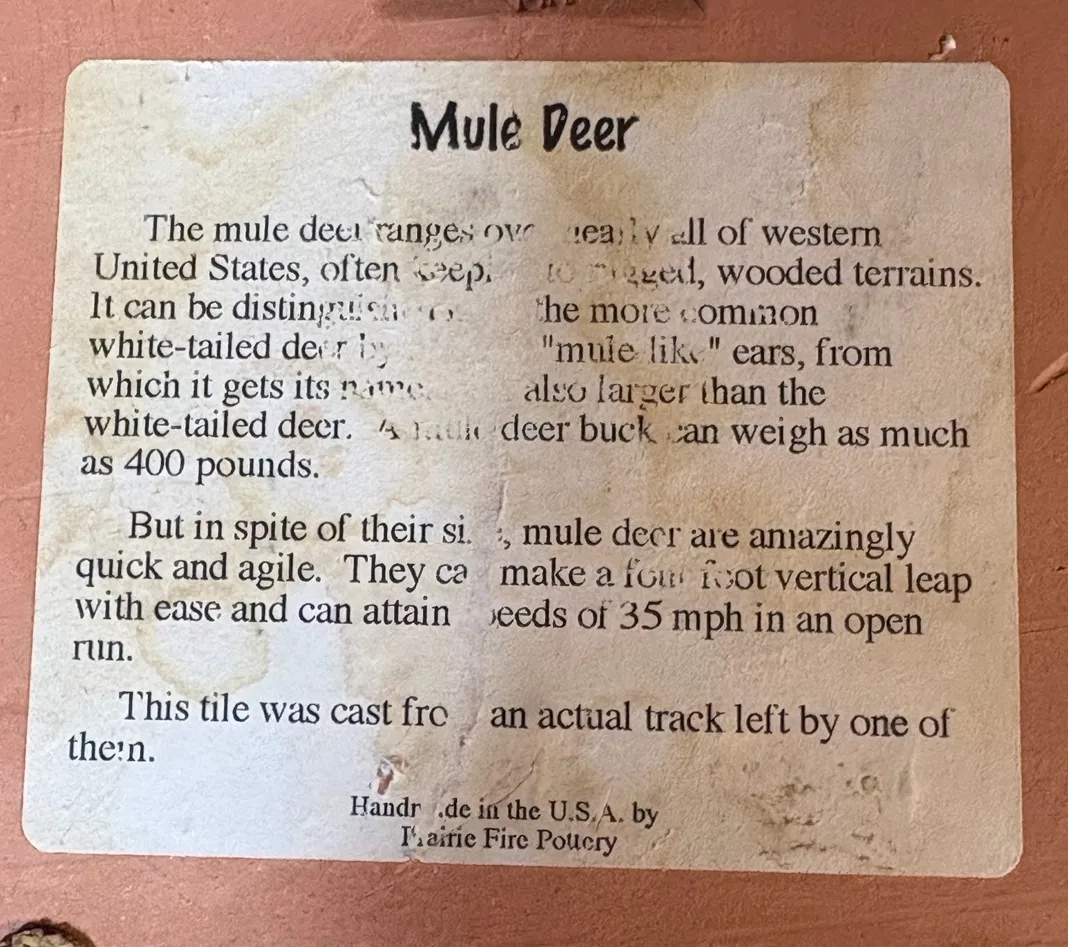 Mule Deer
The mule deer ranges over nearly all of western
United States, often keeping to rugged, wooded terrains.
It can be distinguished the more common
white-tailed deer by "mule like" ears, from
which it gets its name. also larger than the
white-tailed deer. A mule deer buck can weigh as much
as 400 pounds.
But in spite of their size, mule deer are amazingly
quick and agile. They can make a four foot vertical leap
with ease and can attain speeds of 35 mph in an open
run.
This tile was cast from an actual track left by one of
them.
Handmade in the U.S.A. by
Prairie Fire Pottery